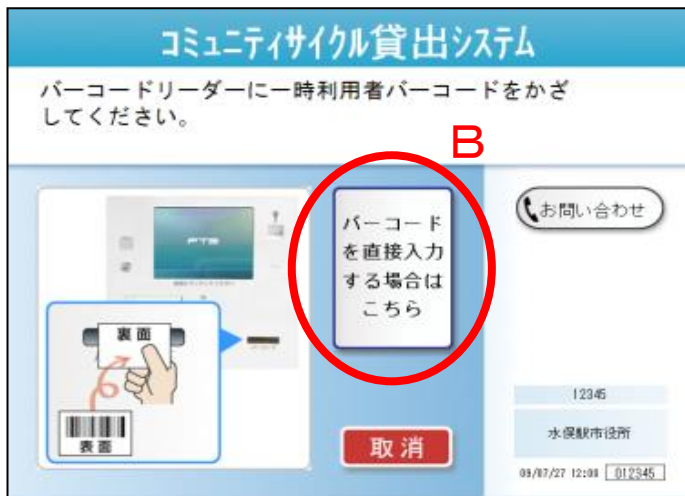 コミュニティサイクル貸出システム
バーコードリーダーに一時利用者バーコードをかざ
してください。
B
バーコード
を直接入力
する場合は
こちら
お問い合わせ
PTS
裏面
表面
取消
12345
水俣駅市役所
09/07/27 12:00 012345